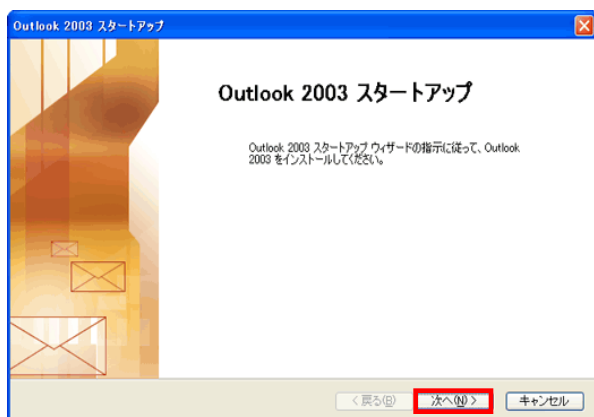 Outlook 2003 スタートアップ
Outlook 2003 スタートアップ
Outlook 2003 スタートアップ ウィザードの指示に従って、Outlook
2003 をインストールしてください。
< 戻る(B) 次へ(N) > キャンセル